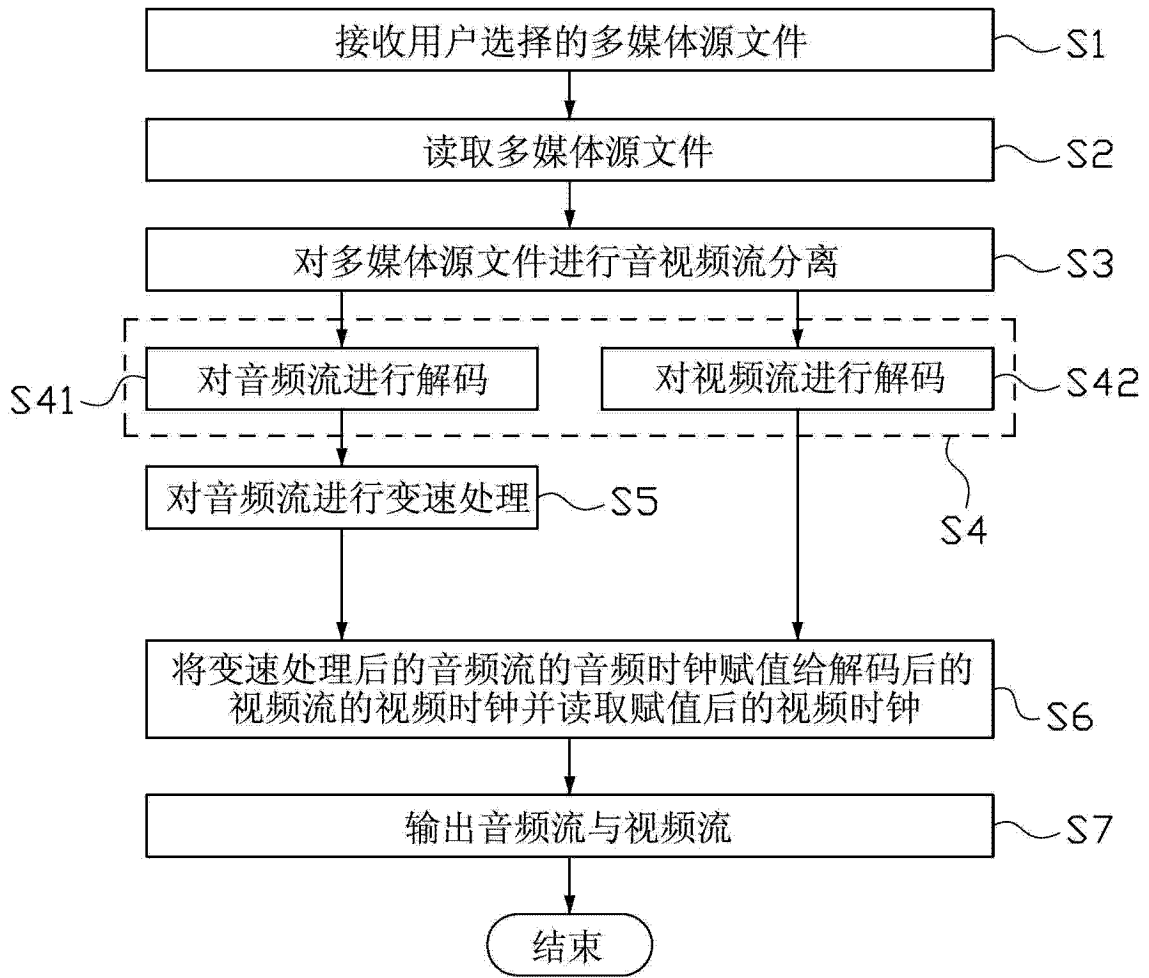 接收用户选择的多媒体源文件
S1
读取多媒体源文件
S2
对多媒体源文件进行音视频流分离
S3
S41
对音频流进行解码
对视频流进行解码
S42
对音频流进行变速处理
S5
S4
将变速处理后的音频流的音频时钟赋值给解码后的
视频流的视频时钟并读取赋值后的视频时钟
S6
输出音频流与视频流
S7
结束